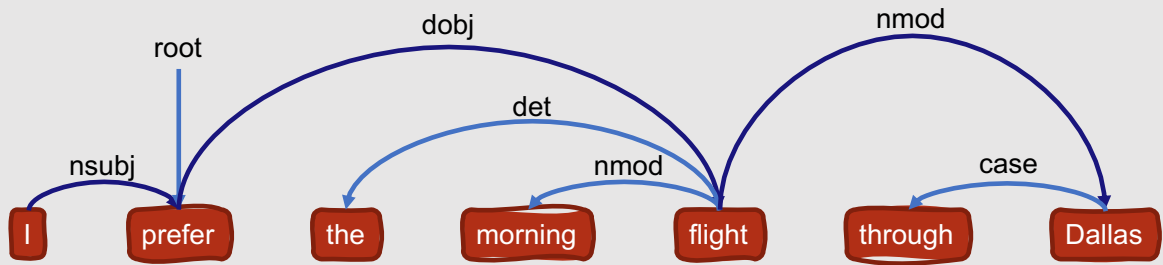 dobj
nmod
root
det
nsubj
nmod
case
I prefer the morning flight through Dallas